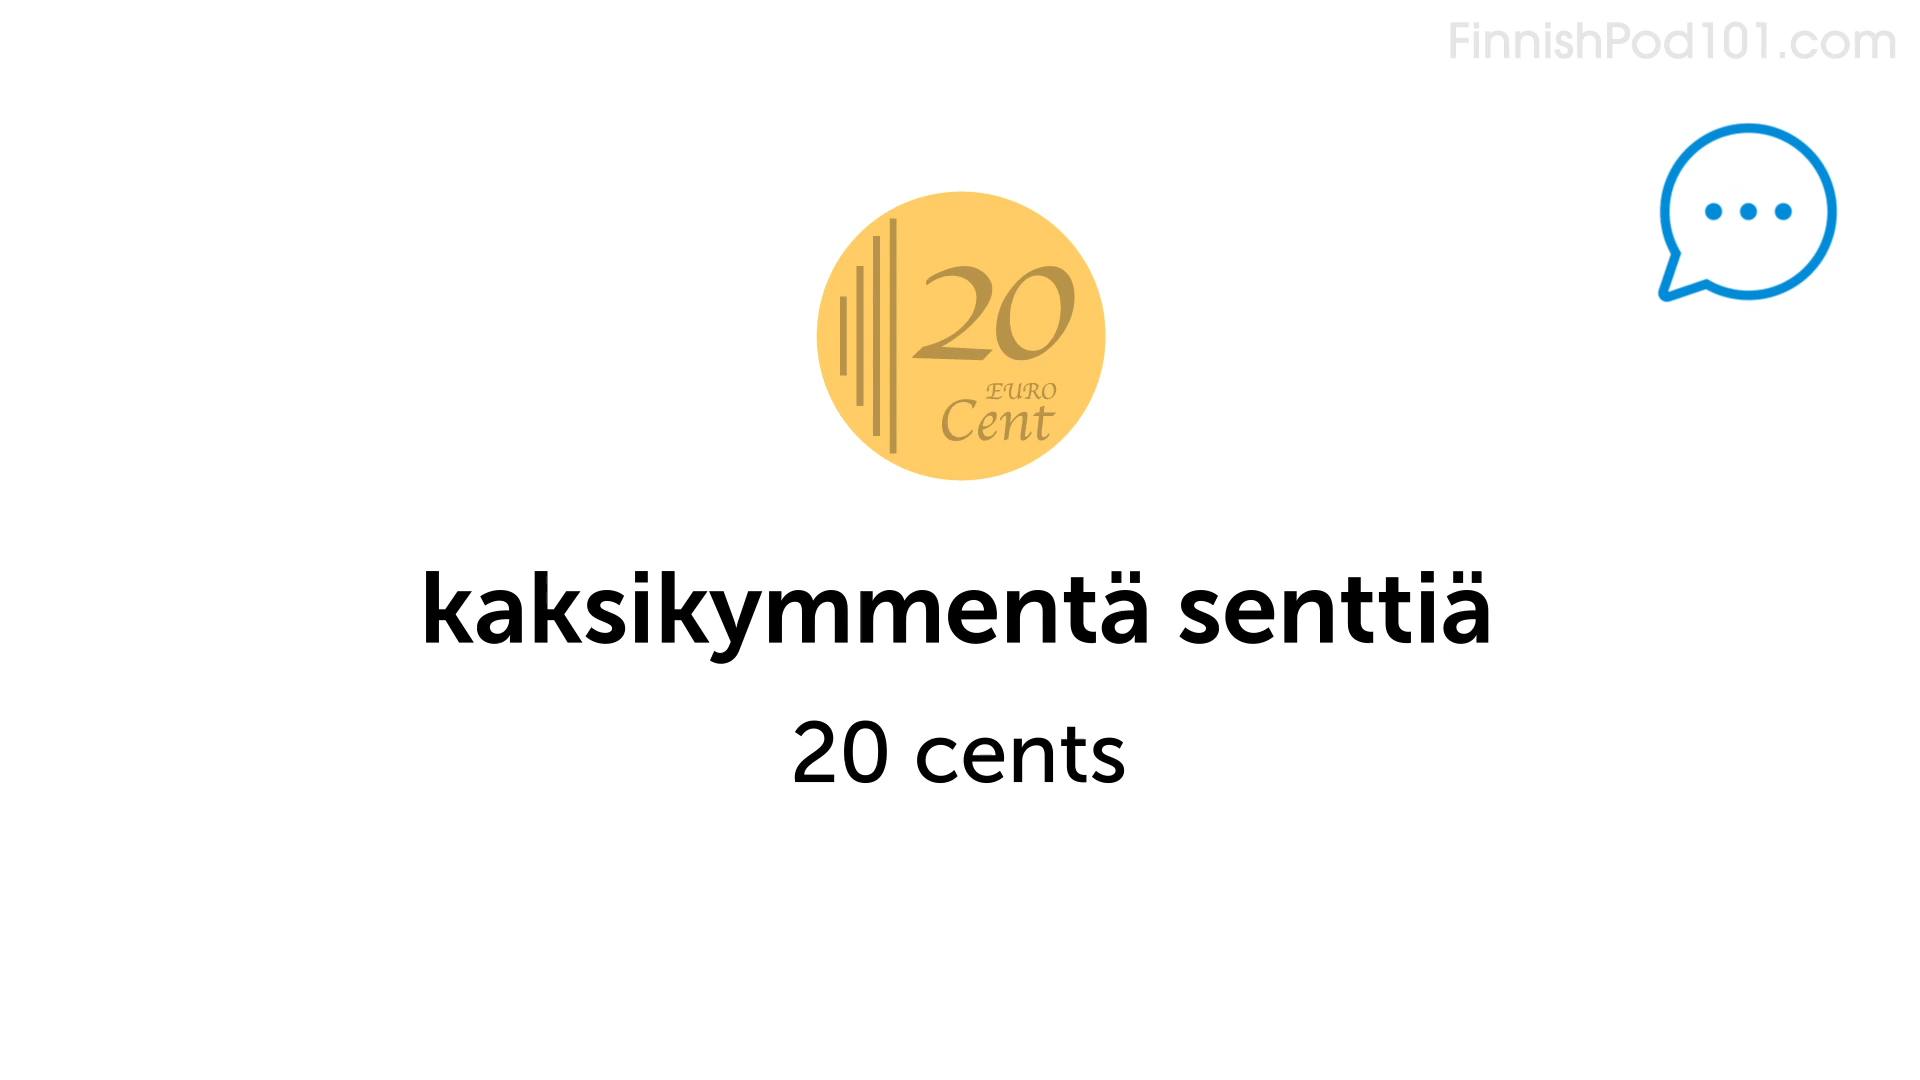 FinnishPod101.com
20
EURO
Cent
kaksikymmentä senttiä
20 cents